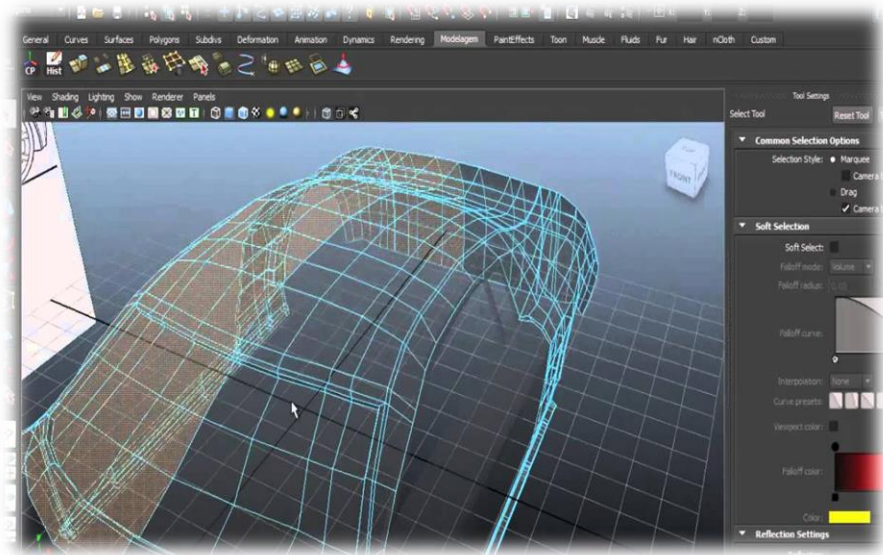 General Curves Surfaces Polygons Subdivs Deformation Animation Dynamics Rendering Modelagem PaintEffects Toon Muscle Fluids Fur Hair nCloth Custom
CP Hist
View Shading Lighting Show Renderer Panels
Tool Settings
Select Tool Reset Tool
Common Selection Options
Selection Style: Marquee
Camera
Drag
Camera
Soft Selection
Soft Select:
Falloff mode: Volume
Falloff radius:
Falloff curve:
Interpolation: None
Curve presets:
Viewport color:
Falloff color:
Color:
Reflection Settings
FRONT